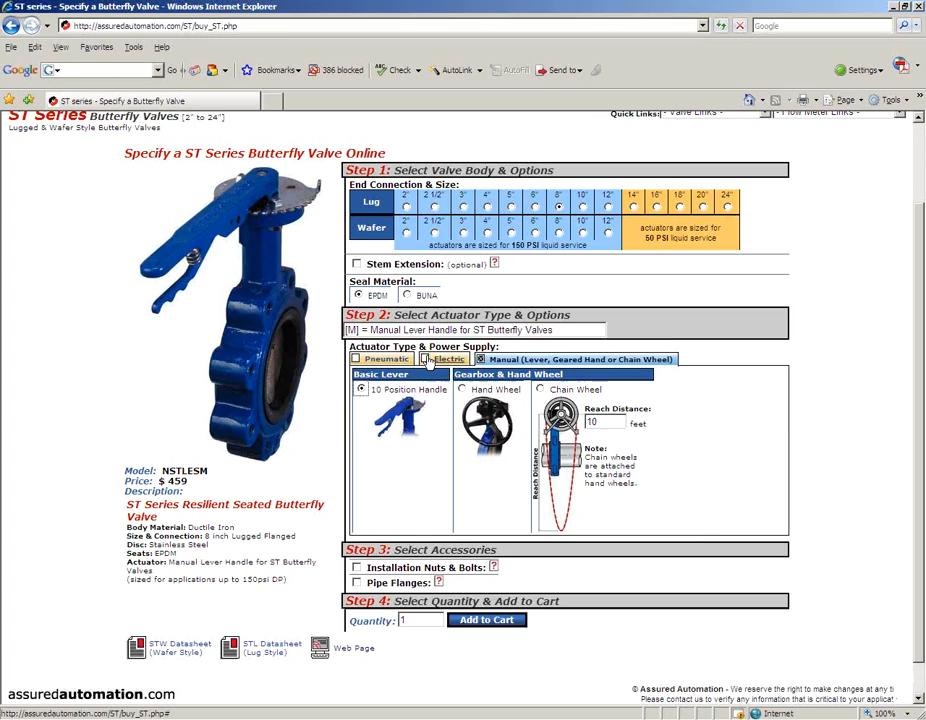 ST series - Specify a Butterfly Valve - Windows Internet Explorer
http://assuredautomation.com/ST/buy_ST.php
Google
File Edit View Favorites Tools Help
Google G Go Bookmarks 386 blocked Check AutoLink AutoFill Send to Settings
ST series - Specify a Butterfly Valve
Page Tools
ST Series Butterfly Valves [2" to 24"]
Quick Links: - Valve Links - - Flow Meter Links -
Lugged & Wafer Style Butterfly Valves
Specify a ST Series Butterfly Valve Online
Step 1: Select Valve Body & Options
End Connection & Size:
Lug 2" 2 1/2" 3" 4" 5" 6" 8" 10" 12" 14" 16" 18" 20" 24"
Wafer 2" 2 1/2" 3" 4" 5" 6" 8" 10" 12"
actuators are sized for 150 PSI liquid service
actuators are sized for
50 PSI liquid service
Stem Extension: (optional) ?
Seal Material:
EPDM BUNA
Step 2: Select Actuator Type & Options
[M] = Manual Lever Handle for ST Butterfly Valves
Actuator Type & Power Supply:
Pneumatic Electric Manual (Lever, Geared Hand or Chain Wheel)
Basic Lever Gearbox & Hand Wheel
10 Position Handle Hand Wheel Chain Wheel
Reach Distance:
10 feet
Reach Distance
Note:
Chain wheels
are attached
to standard
hand wheels.
Model: NSTLESM
Price: $ 459
Description:
ST Series Resilient Seated Butterfly
Valve
Body Material: Ductile Iron
Size & Connection: 8 inch Lugged Flanged
Disc: Stainless Steel
Seats: EPDM
Actuator: Manual Lever Handle for ST Butterfly
Valves
(sized for applications up to 150psi DP)
Step 3: Select Accessories
Installation Nuts & Bolts: ?
Pipe Flanges: ?
Step 4: Select Quantity & Add to Cart
Quantity: 1 Add to Cart
STW Datasheet
(Wafer Style)
STL Datasheet
(Lug Style)
Web Page
© Assured Automation - We reserve the right to make changes at any ti
Please contact us to verify any information that is critical to your applicat
assuredautomation.com
http://assuredautomation.com/ST/buy_ST.php#
Internet 100%